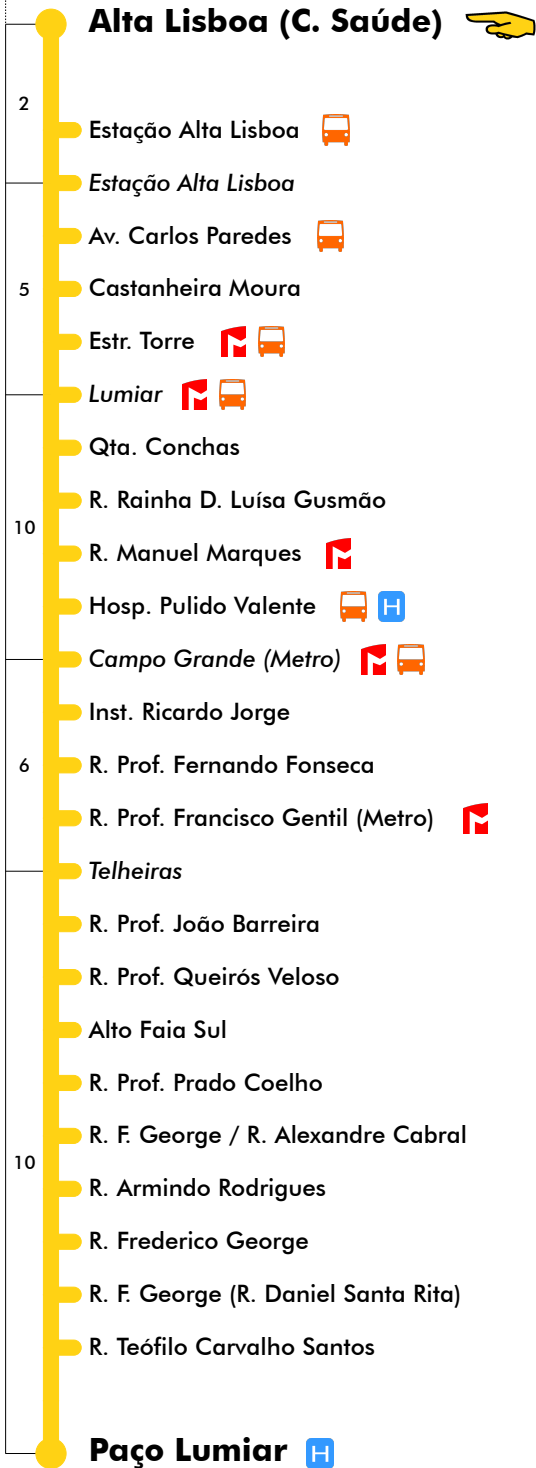 Alta Lisboa (C. Saúde)
2
Estação Alta Lisboa
Estação Alta Lisboa
Av. Carlos Paredes
5
Castanheira Moura
Estr. Torre
Lumiar
Qta. Conchas
R. Rainha D. Luísa Gusmão
10
R. Manuel Marques
Hosp. Pulido Valente H
Campo Grande (Metro)
Inst. Ricardo Jorge
6
R. Prof. Fernando Fonseca
R. Prof. Francisco Gentil (Metro)
Telheiras
R. Prof. João Barreira
R. Prof. Queirós Veloso
Alto Faia Sul
R. Prof. Prado Coelho
R. F. George / R. Alexandre Cabral
10
R. Armindo Rodrigues
R. Frederico George
R. F. George (R. Daniel Santa Rita)
R. Teófilo Carvalho Santos
Paço Lumiar H